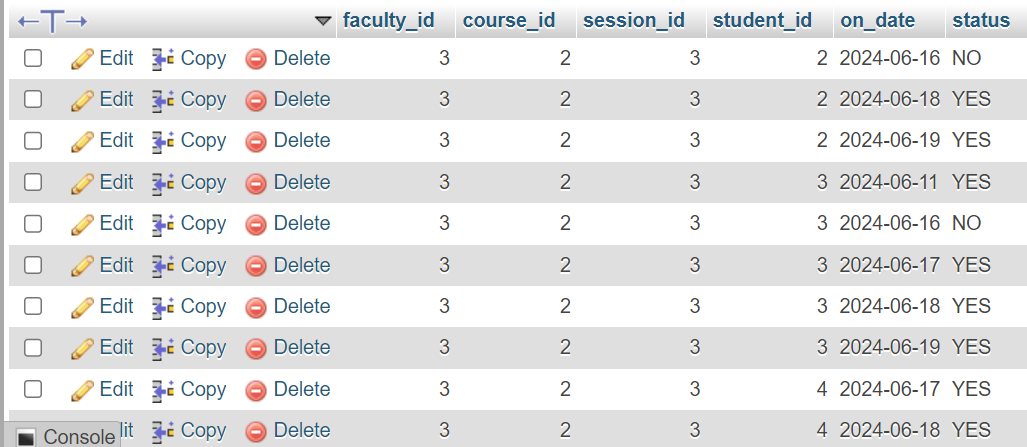 faculty_id course_id session_id student_id on_date status
Edit Copy Delete 3 2 3 2 2024-06-16 NO
Edit Copy Delete 3 2 3 2 2024-06-18 YES
Edit Copy Delete 3 2 3 2 2024-06-19 YES
Edit Copy Delete 3 2 3 3 2024-06-11 YES
Edit Copy Delete 3 2 3 3 2024-06-16 NO
Edit Copy Delete 3 2 3 3 2024-06-17 YES
Edit Copy Delete 3 2 3 3 2024-06-18 YES
Edit Copy Delete 3 2 3 3 2024-06-19 YES
Edit Copy Delete 3 2 3 4 2024-06-17 YES
Console lit Copy Delete 3 2 3 4 2024-06-18 YES